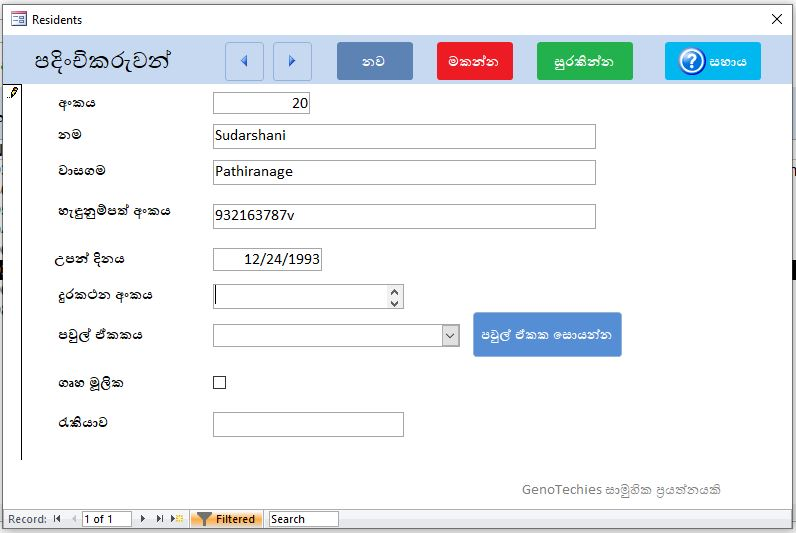 Residents
පදිංචිකරුවන්
නව
මකන්න
සුරකින්න
? සහාය
අංකය 20
නම Sudarshani
වාසගම Pathiranage
හැඳුනුම්පත් අංකය 932163787v
උපන් දිනය 12/24/1993
දුරකථන අංකය
පවුල් ඒකකය
පවුල් ඒකක සොයන්න
ගෘහ මූලික
රැකියාව
GenoTechies සාමුහික ප්‍රයත්නයකි
Record: 1 of 1 Filtered Search